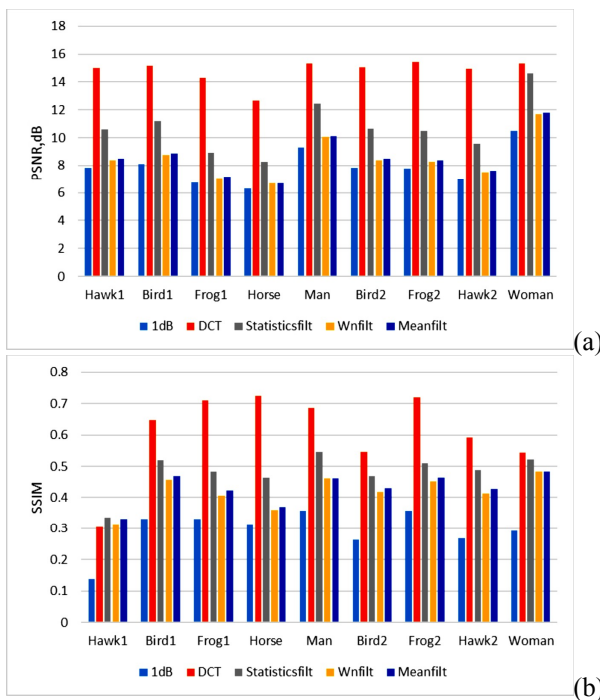 18
16
14
12
10
8
6
4
2
0
PSNR,dB
Hawk1 Bird1 Frog1 Horse Man Bird2 Frog2 Hawk2 Woman
1dB DCT Statisticsfilt Wnfilt Meanfilt
(a)
0.8
0.7
0.6
0.5
0.4
0.3
0.2
0.1
0
SSIM
Hawk1 Bird1 Frog1 Horse Man Bird2 Frog2 Hawk2 Woman
1dB DCT Statisticsfilt Wnfilt Meanfilt
(b)